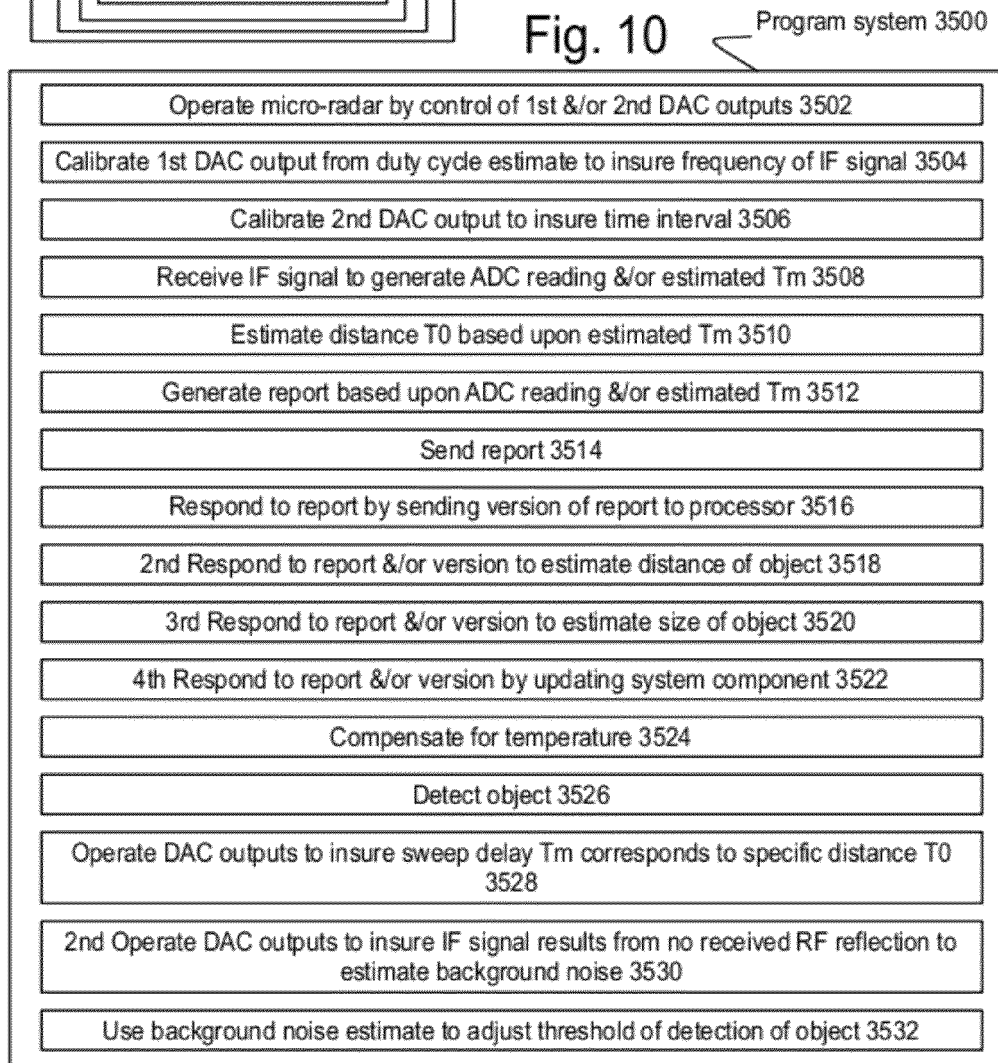 Fig. 10
Program system 3500
Operate micro-radar by control of 1st &/or 2nd DAC outputs 3502
Calibrate 1st DAC output from duty cycle estimate to insure frequency of IF signal 3504
Calibrate 2nd DAC output to insure time interval 3506
Receive IF signal to generate ADC reading &/or estimated Tm 3508
Estimate distance T0 based upon estimated Tm 3510
Generate report based upon ADC reading &/or estimated Tm 3512
Send report 3514
Respond to report by sending version of report to processor 3516
2nd Respond to report &/or version to estimate distance of object 3518
3rd Respond to report &/or version to estimate size of object 3520
4th Respond to report &/or version by updating system component 3522
Compensate for temperature 3524
Detect object 3526
Operate DAC outputs to insure sweep delay Tm corresponds to specific distance T0
3528
2nd Operate DAC outputs to insure IF signal results from no received RF reflection to
estimate background noise 3530
Use background noise estimate to adjust threshold of detection of object 3532